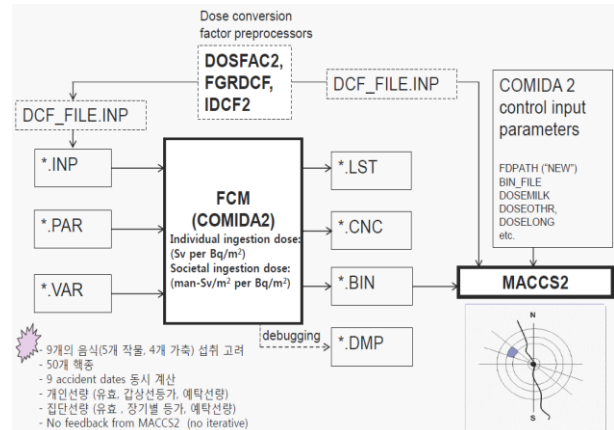 Dose conversion
factor preprocessors
DOSFAC2,
FGRDCF,
IDCF2
DCF_FILE.INP
DCF_FILE.INP
COMIDA 2
control input
parameters
FDPATH ("NEW")
BIN_FILE
DOSEMILK
DOSEOTHR,
DOSELONG
etc.
*.INP
*.PAR
*.VAR
FCM
(COMIDA2)
Individual ingestion dose:
(Sv per Bq/m²)
Societal ingestion dose:
(man-Sv/m² per Bq/m²)
*.LST
*.CNC
*.BIN
*.DMP
debugging
MACCS2
N
S
- 9개의 음식(5개 작물, 4개 가축) 섭취 고려
- 50개 핵종
- 9 accident dates 동시 계산
- 개인선량 (유효, 갑상선등가, 예탁선량)
- 집단선량 (유효 , 장기별 등가, 예탁선량)
- No feedback from MACCS2 (no iterative)